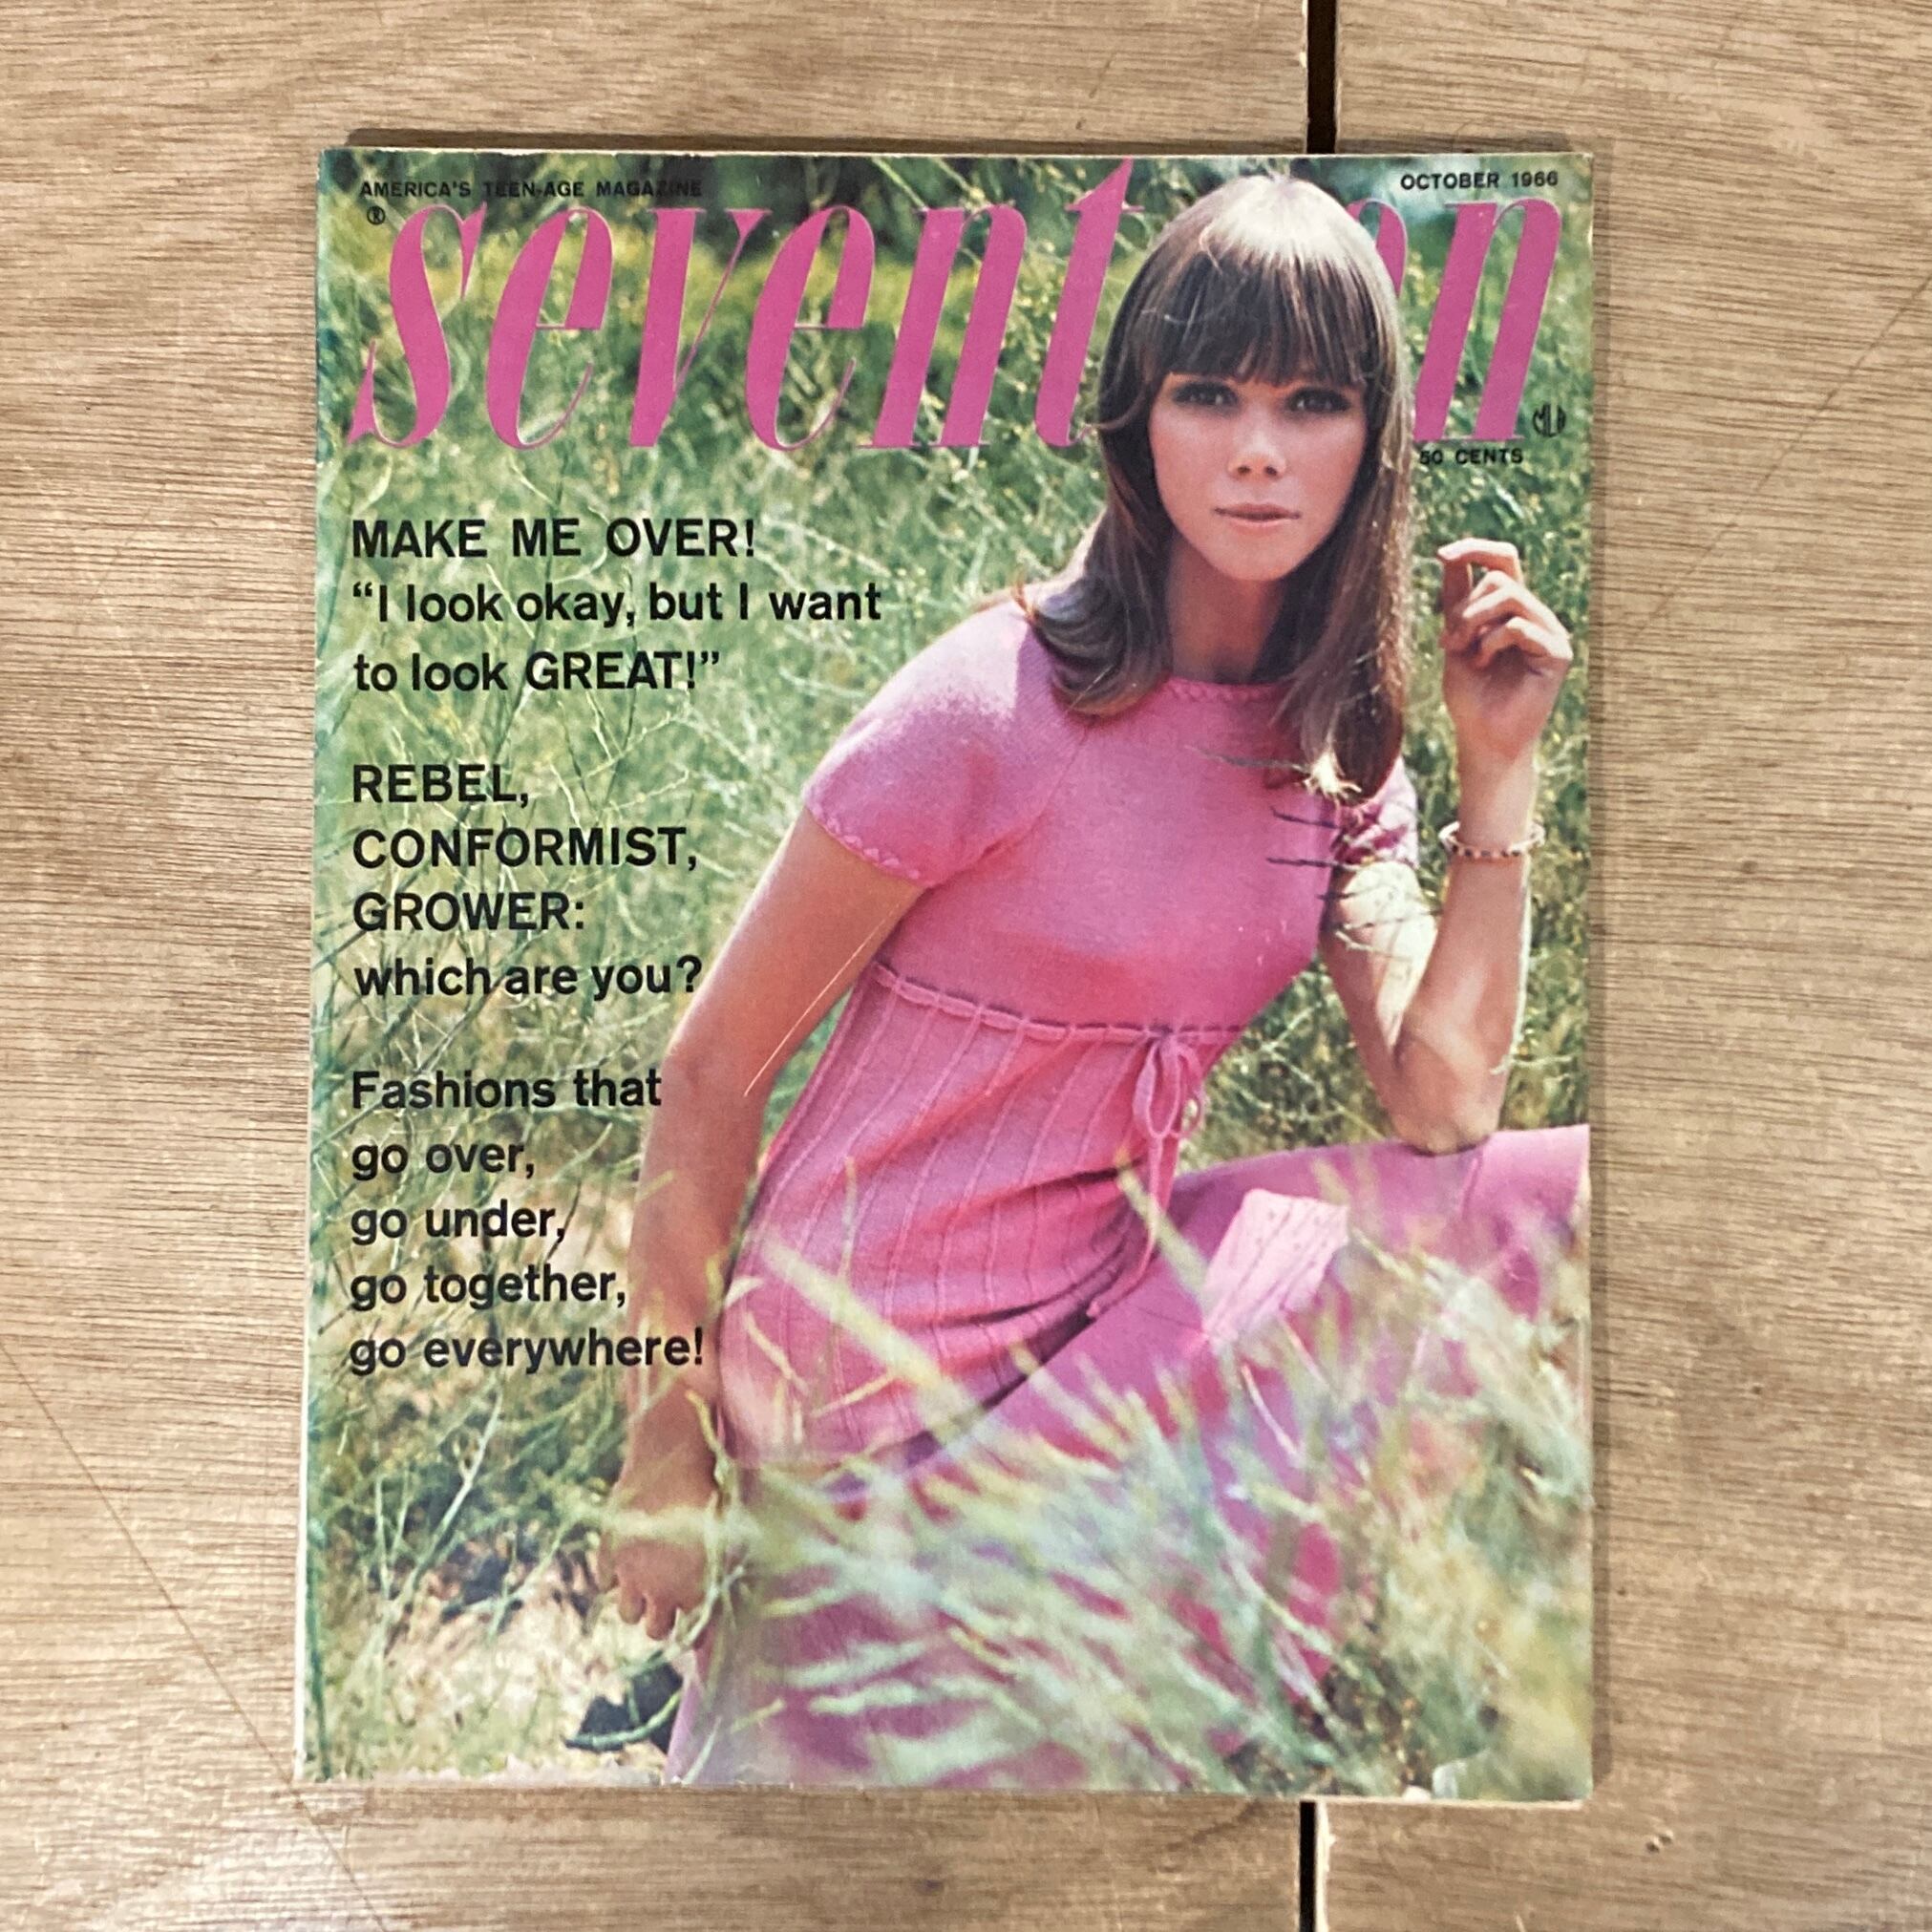 AMERICA'S TEEN-AGE MAGAZINE
OCTOBER 1966
®
seventeen
MLH
50 CENTS
MAKE ME OVER!
“I look okay, but I want
to look GREAT!”
REBEL,
CONFORMIST,
GROWER:
which are you?
Fashions that
go over,
go under,
go together,
go everywhere!